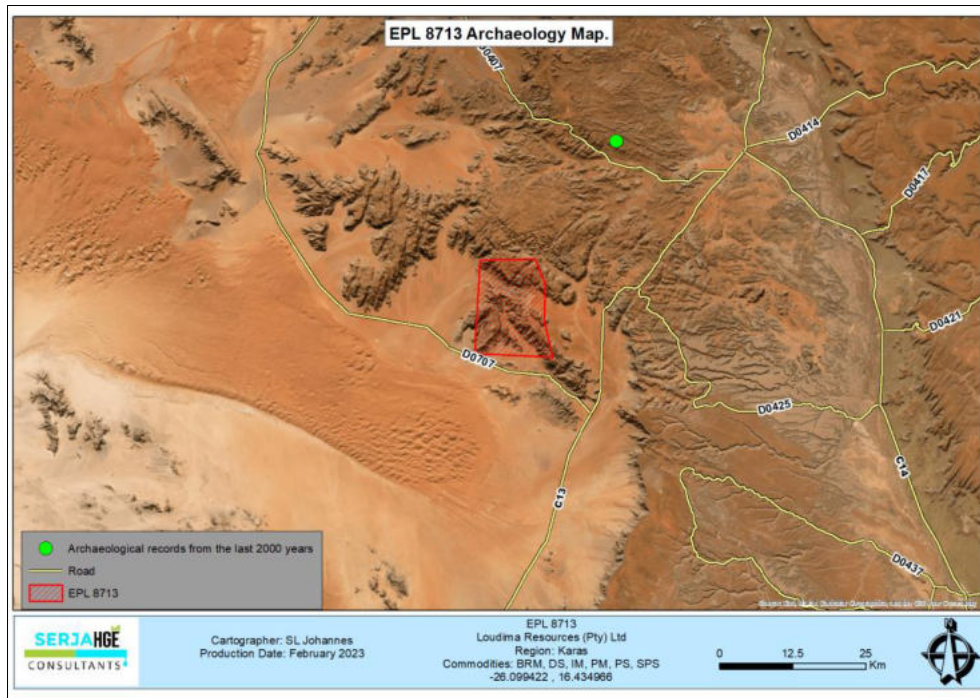 EPL 8713 Archaeology Map.
D0407
D0414
D0417
D0421
D0707
D0425
C13
C14
D0437
Archaeological records from the last 2000 years
Road
EPL 8713
SERJAHGE
CONSULTANTS
Cartographer: SL Johannes
Production Date: February 2023
EPL 8713
Loudima Resources (Pty) Ltd
Region: Karas
Commodities: BRM, DS, IM, PM, PS, SPS
-26.099422 , 16.434966
0 12.5 25
Km